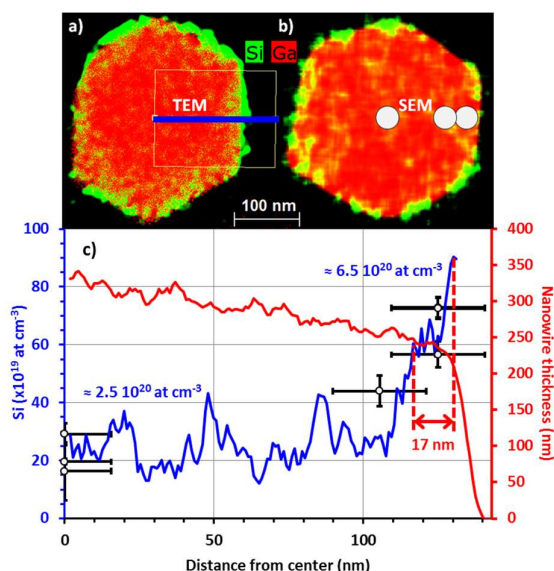 a)
Si Ga
b)
TEM
SEM
100 nm
c)
≈ 6.5 10²⁰ at cm⁻³
≈ 2.5 10²⁰ at cm⁻³
17 nm
Si (x10¹⁹ at cm⁻³)
100
80
60
40
20
0
Nanowire thickness (nm)
400
350
300
250
200
150
100
50
0
0 50 100
Distance from center (nm)